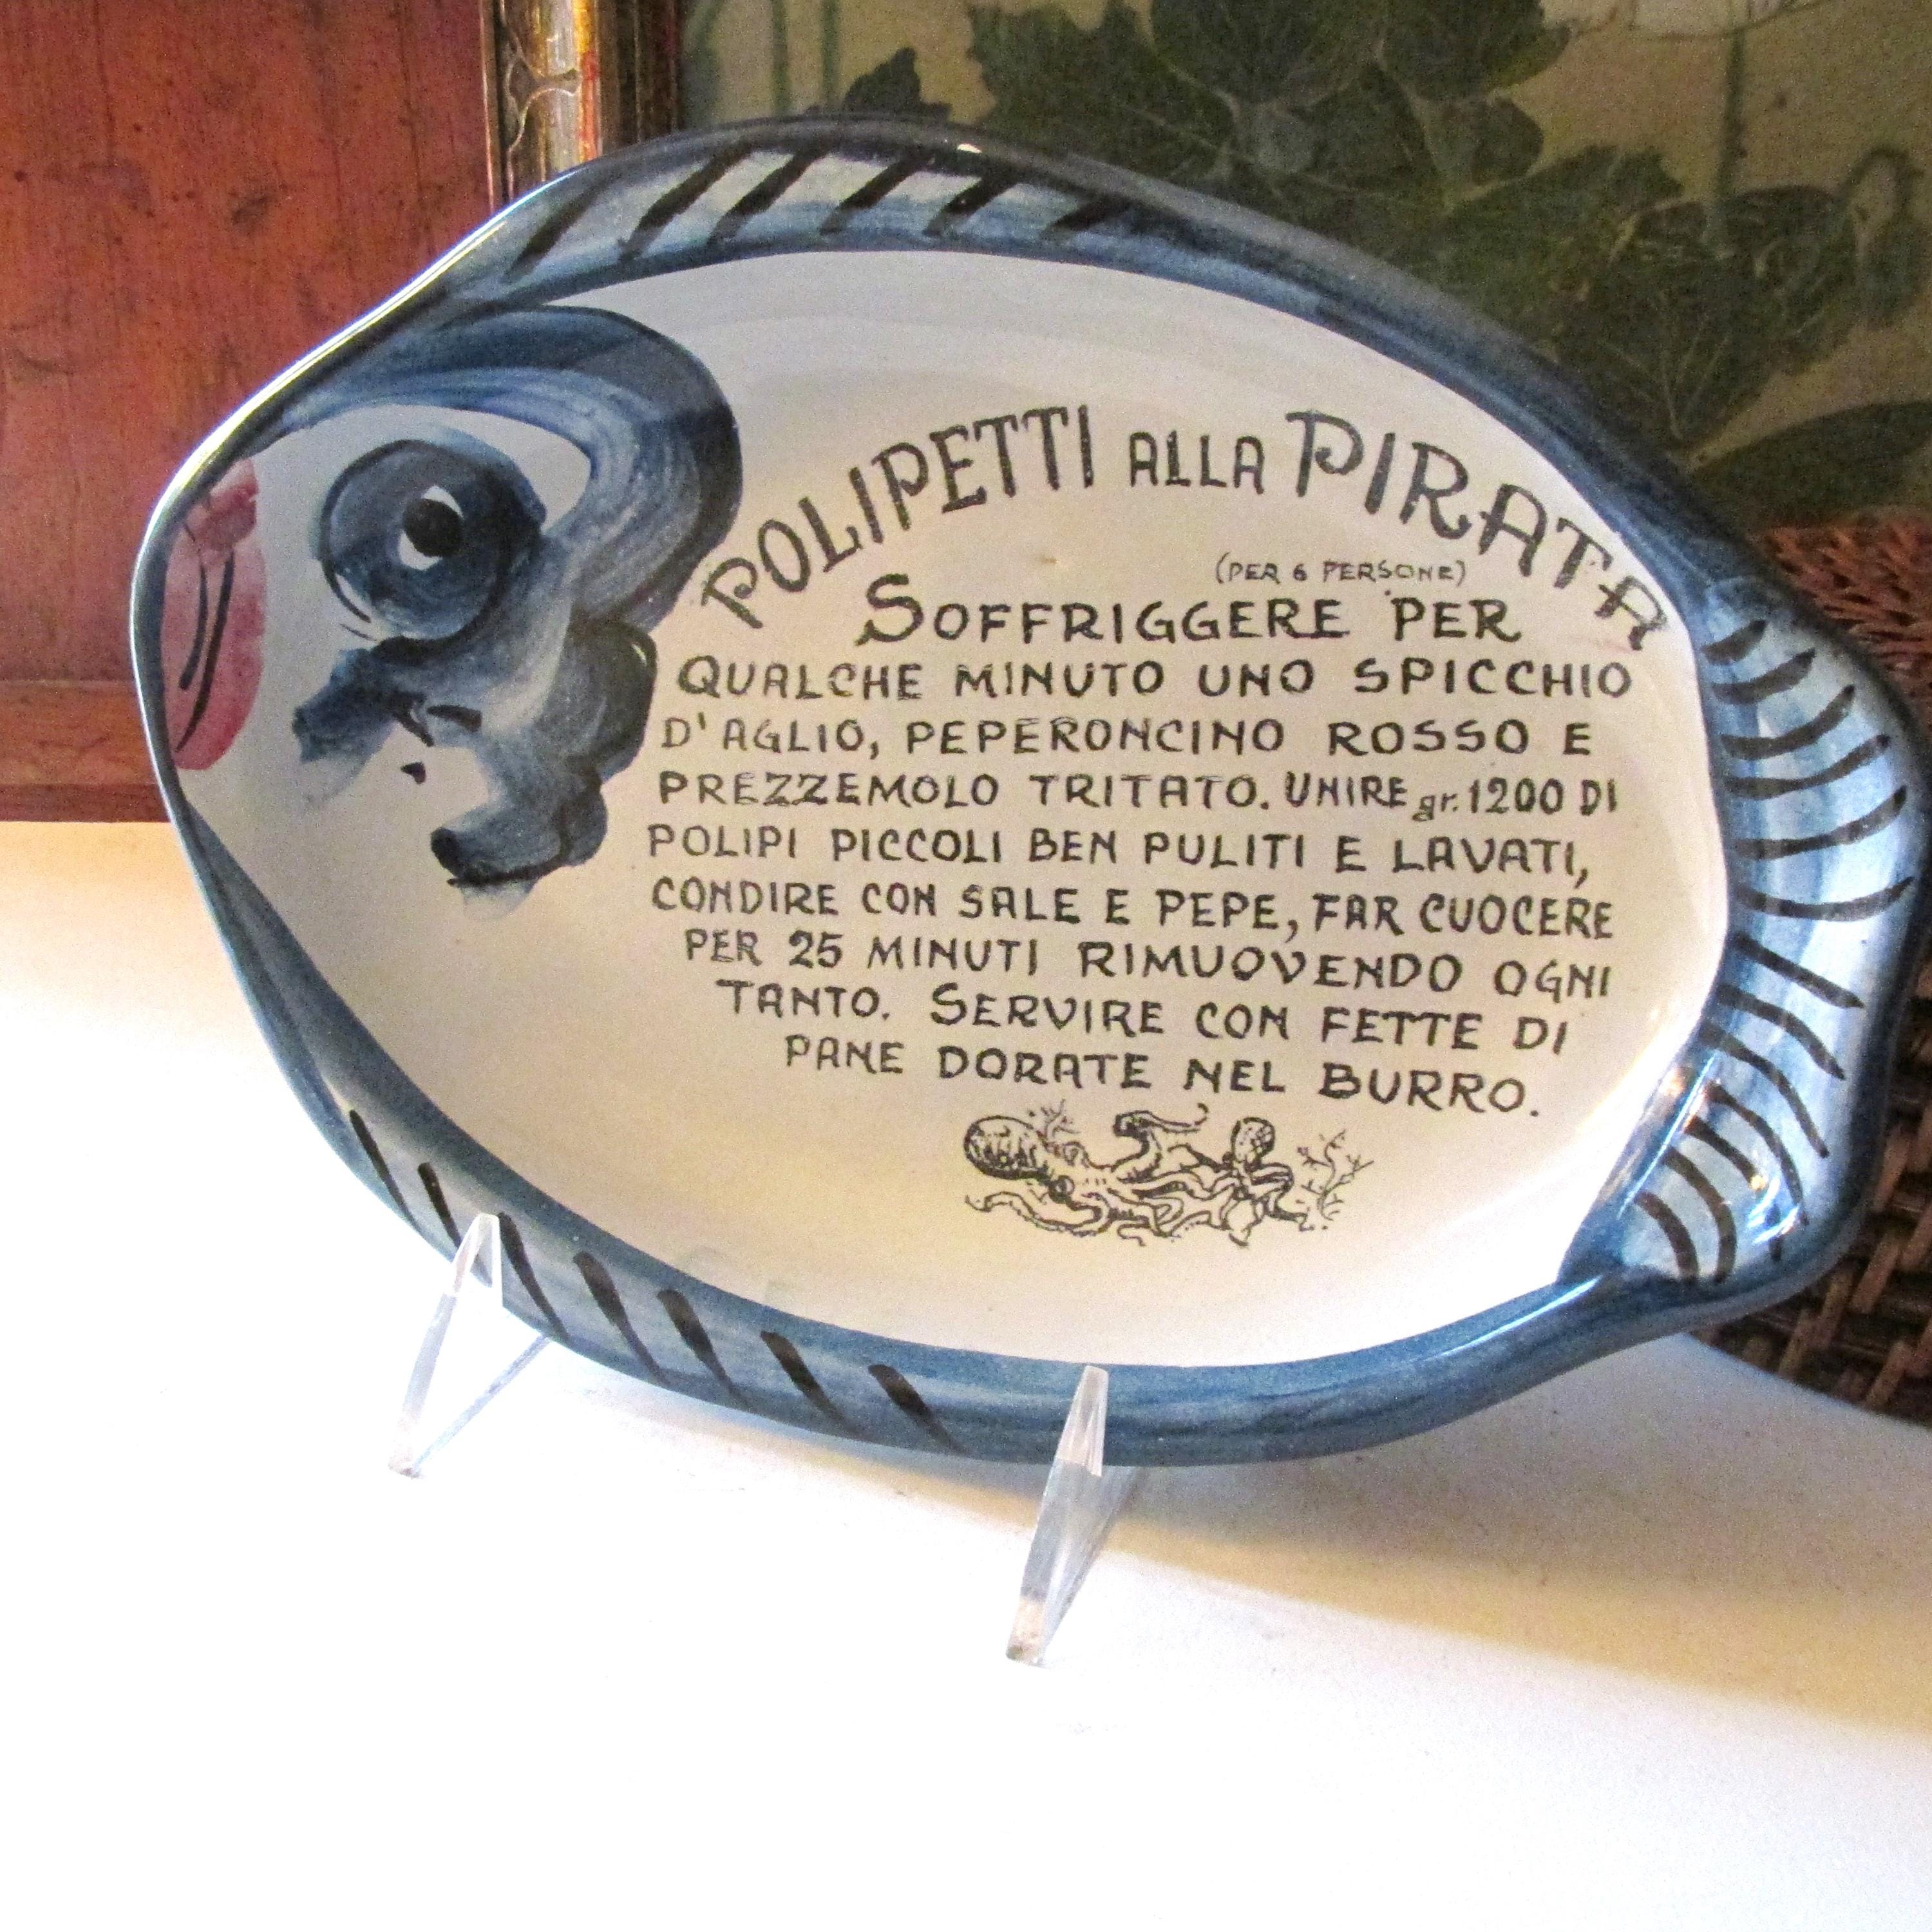 POLIPETTI ALLA PIRATA
(PER 6 PERSONE)
SOFFRIGGERE PER
QUALCHE MINUTO UNO SPICCHIO
D'AGLIO, PEPERONCINO ROSSO E
PREZZEMOLO TRITATO. UNIRE gr. 1200 DI
POLIPI PICCOLI BEN PULITI E LAVATI,
CONDIRE CON SALE E PEPE, FAR CUOCERE
PER 25 MINUTI RIMUOVENDO OGNI
TANTO. SERVIRE CON FETTE DI
PANE DORATE NEL BURRO.